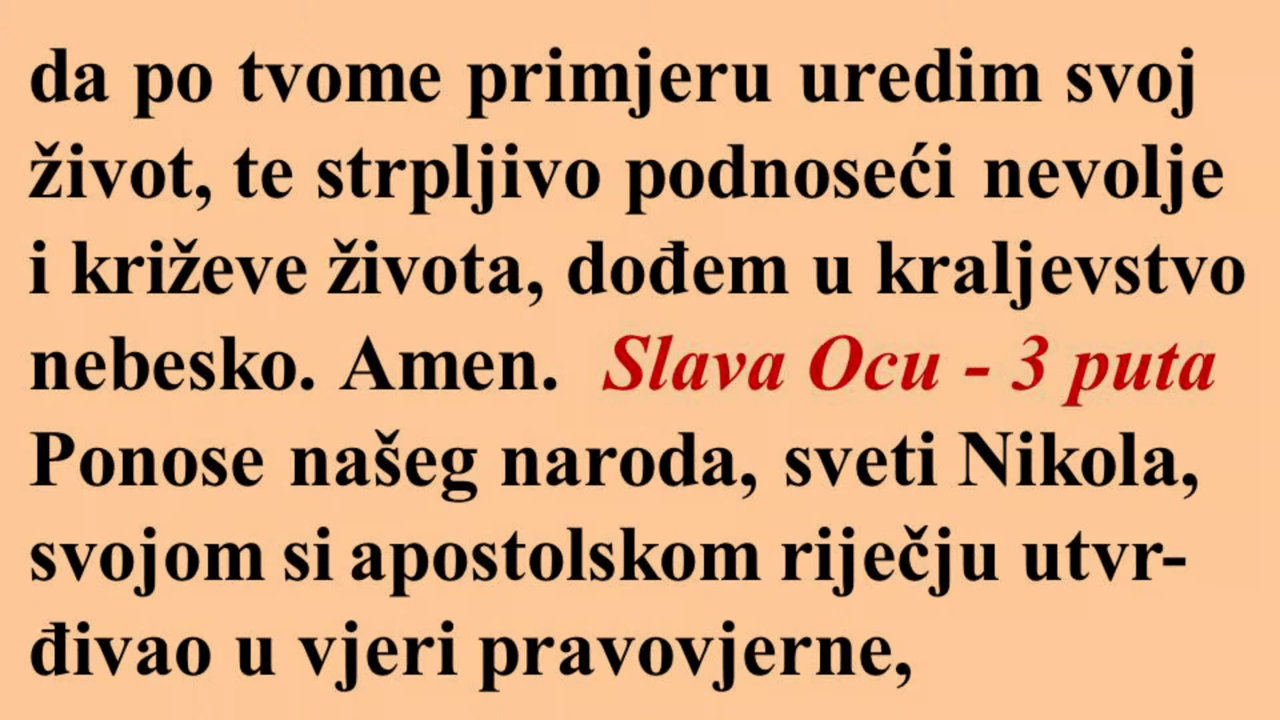 da po tvome primjeru uredim svoj
život, te strpljivo podnoseći nevolje
i križeve života, dođem u kraljevstvo
nebesko. Amen. Slava Ocu - 3 puta
Ponose našeg naroda, sveti Nikola,
svojom si apostolskom riječju utvr-
đivao u vjeri pravovjerne,